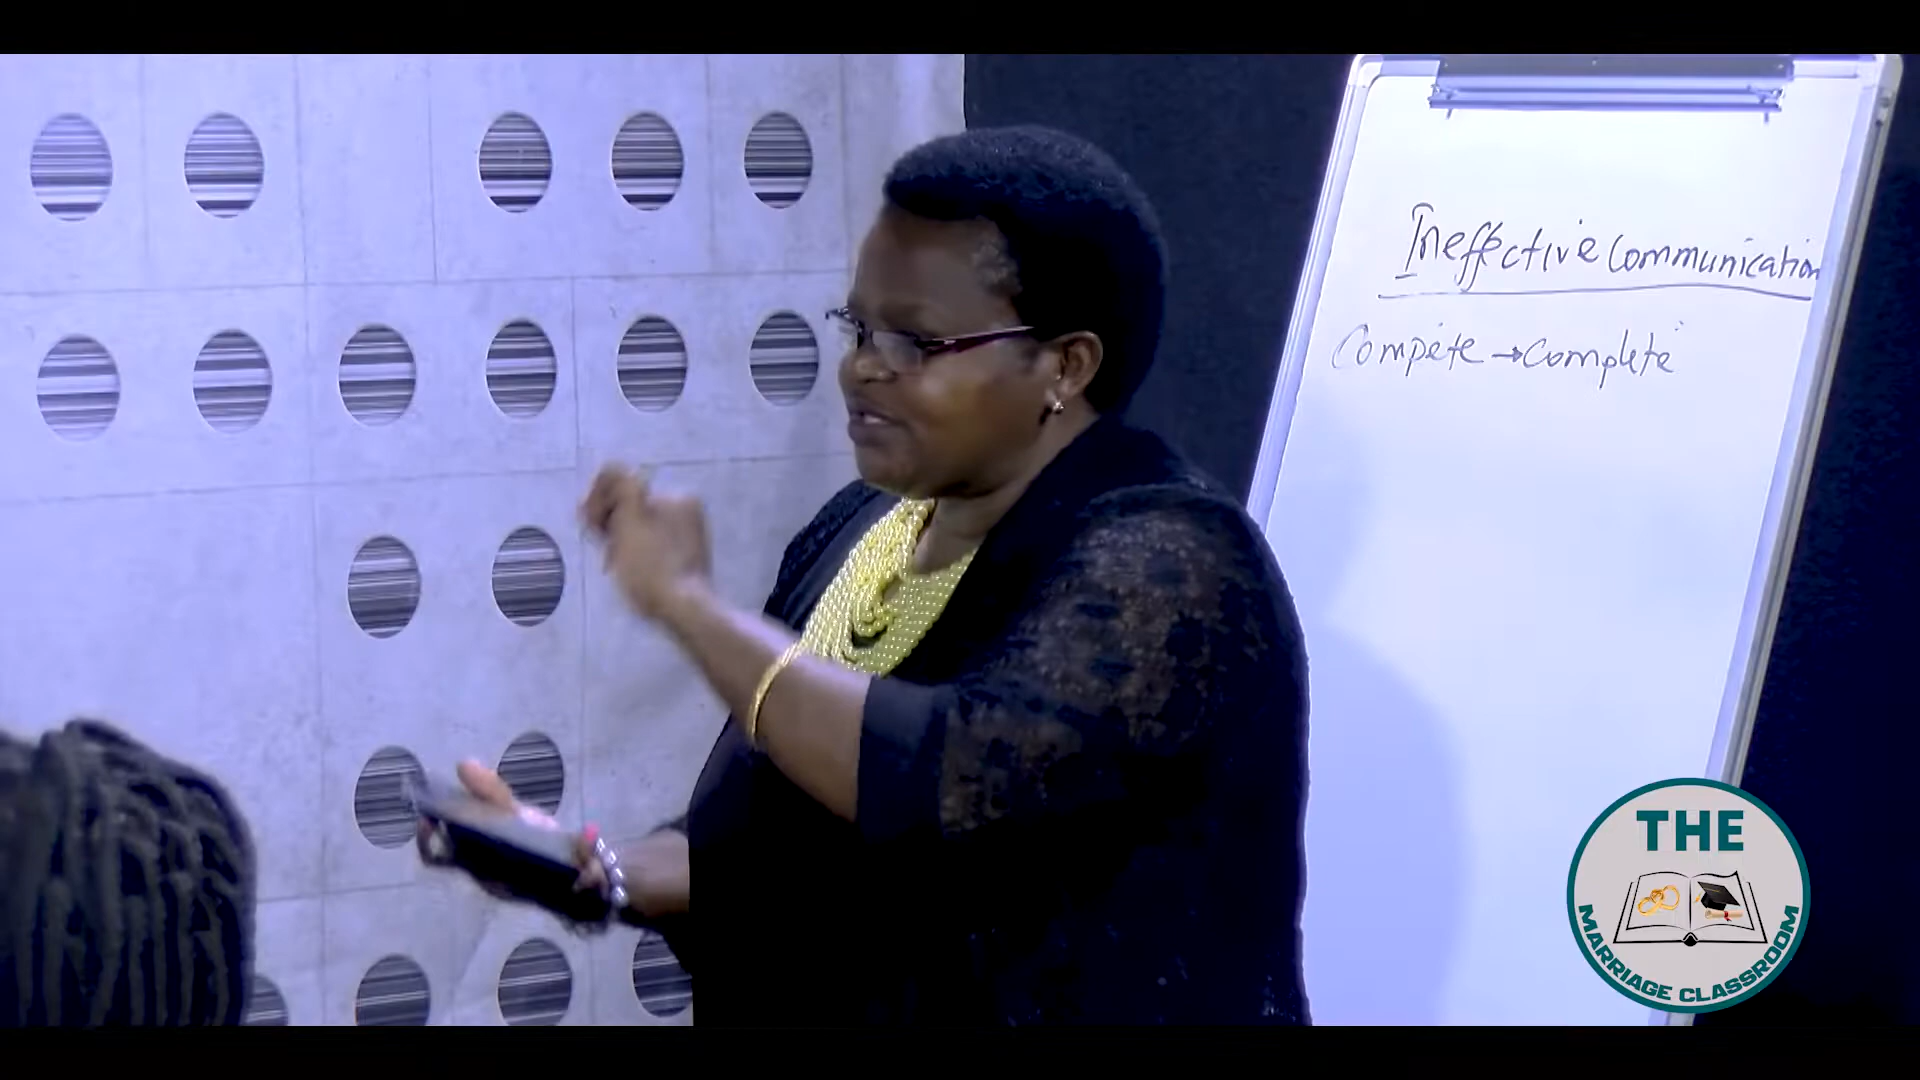 Ineffective Communication
Compete → Complete
THE
MARRIAGE CLASSROOM